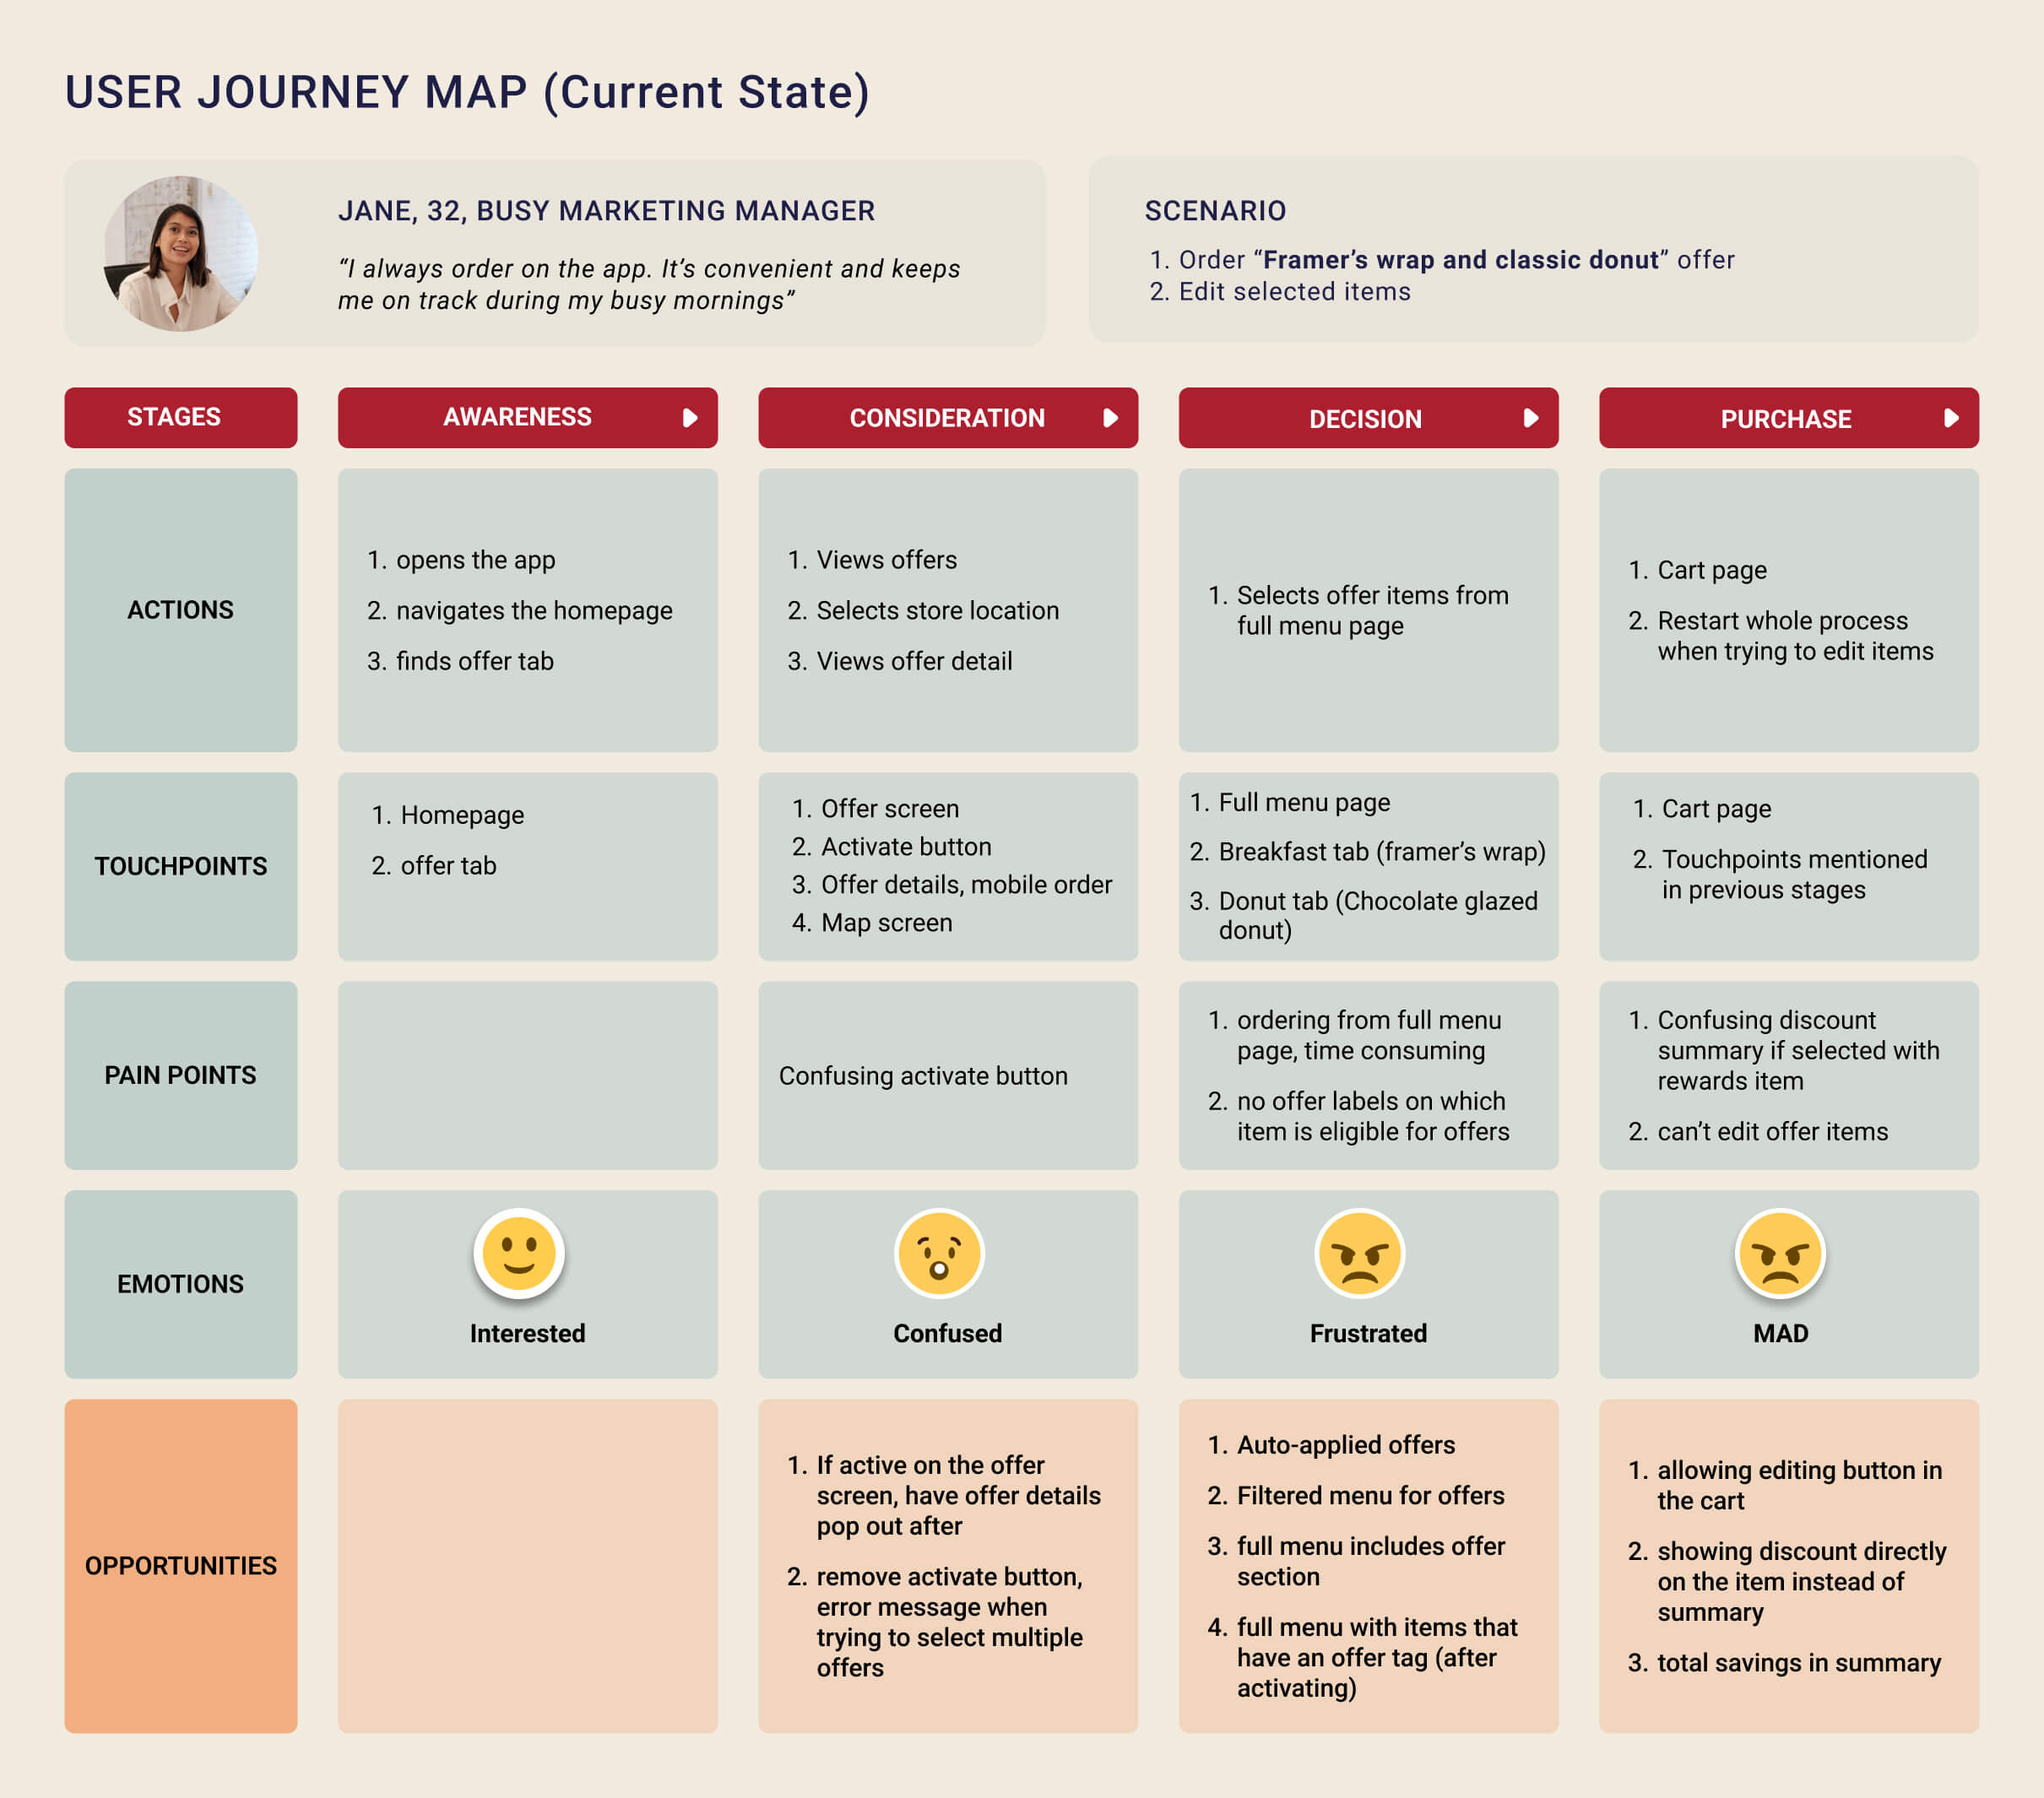 USER JOURNEY MAP (Current State)
JANE, 32, BUSY MARKETING MANAGER
“I always order on the app. It’s convenient and keeps
me on track during my busy mornings”
SCENARIO
1. Order “Framer’s wrap and classic donut” offer
2. Edit selected items
STAGES
AWARENESS
CONSIDERATION
DECISION
PURCHASE
ACTIONS
1. opens the app
2. navigates the homepage
3. finds offer tab
1. Views offers
2. Selects store location
3. Views offer detail
1. Selects offer items from
full menu page
1. Cart page
2. Restart whole process
when trying to edit items
TOUCHPOINTS
1. Homepage
2. offer tab
1. Offer screen
2. Activate button
3. Offer details, mobile order
4. Map screen
1. Full menu page
2. Breakfast tab (framer’s wrap)
3. Donut tab (Chocolate glazed
donut)
1. Cart page
2. Touchpoints mentioned
in previous stages
PAIN POINTS
Confusing activate button
1. ordering from full menu
page, time consuming
2. no offer labels on which
item is eligible for offers
1. Confusing discount
summary if selected with
rewards item
2. can’t edit offer items
EMOTIONS
Interested
Confused
Frustrated
MAD
OPPORTUNITIES
1. If active on the offer
screen, have offer details
pop out after
2. remove activate button,
error message when
trying to select multiple
offers
1. Auto-applied offers
2. Filtered menu for offers
3. full menu includes offer
section
4. full menu with items that
have an offer tag (after
activating)
1. allowing editing button in
the cart
2. showing discount directly
on the item instead of
summary
3. total savings in summary